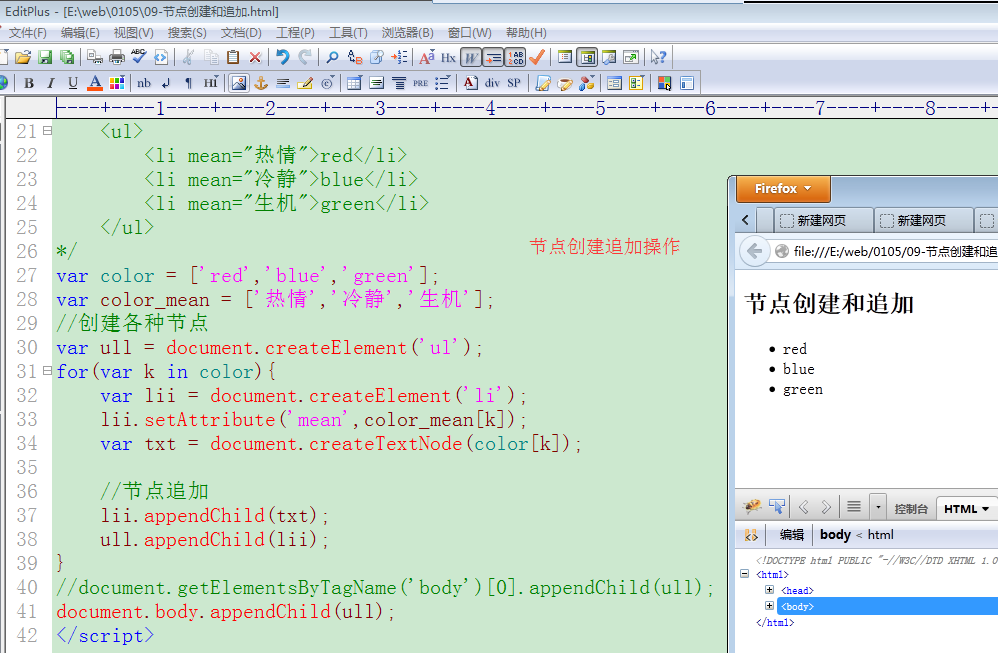 EditPlus - [E:\web\0105\09-节点创建和追加.html]
文件(F) 编辑(E) 视图(V) 搜索(S) 文档(D) 工程(P) 工具(T) 浏览器(B) 窗口(W) 帮助(H)
Hx W
B I U A nb ¶ HI PRE A div SP
----+----1----+----2----+----3----+----4----+----5----+----6----+----7----+----8----+
21 <ul>
22 <li mean="热情">red</li>
23 <li mean="冷静">blue</li>
24 <li mean="生机">green</li>
25 </ul>
26 */
节点创建追加操作
27 var color = ['red','blue','green'];
28 var color_mean = ['热情','冷静','生机'];
29 //创建各种节点
30 var ull = document.createElement('ul');
31 for(var k in color){
32 var lii = document.createElement('li');
33 lii.setAttribute('mean',color_mean[k]);
34 var txt = document.createTextNode(color[k]);
35
36 //节点追加
37 lii.appendChild(txt);
38 ull.appendChild(lii);
39 }
40 //document.getElementsByTagName('body')[0].appendChild(ull);
41 document.body.appendChild(ull);
42 </script>
Firefox
新建网页 新建网页
file:///E:/web/0105/09-节点创建和追
节点创建和追加
• red
• blue
• green
控制台 HTML
编辑 body < html
<!DOCTYPE html PUBLIC "-//W3C//DTD XHTML 1.0
<html>
<head>
<body>
</html>